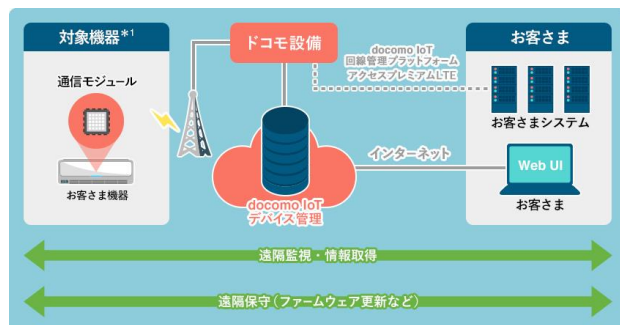 対象機器*1
通信モジュール
お客さま機器
ドコモ設備
docomo IoT
回線管理プラットフォーム
アクセスプレミアムLTE
docomo IoT
デバイス管理
インターネット
お客さま
お客さまシステム
Web UI
お客さま
遠隔監視・情報取得
遠隔保守(ファームウェア更新など)